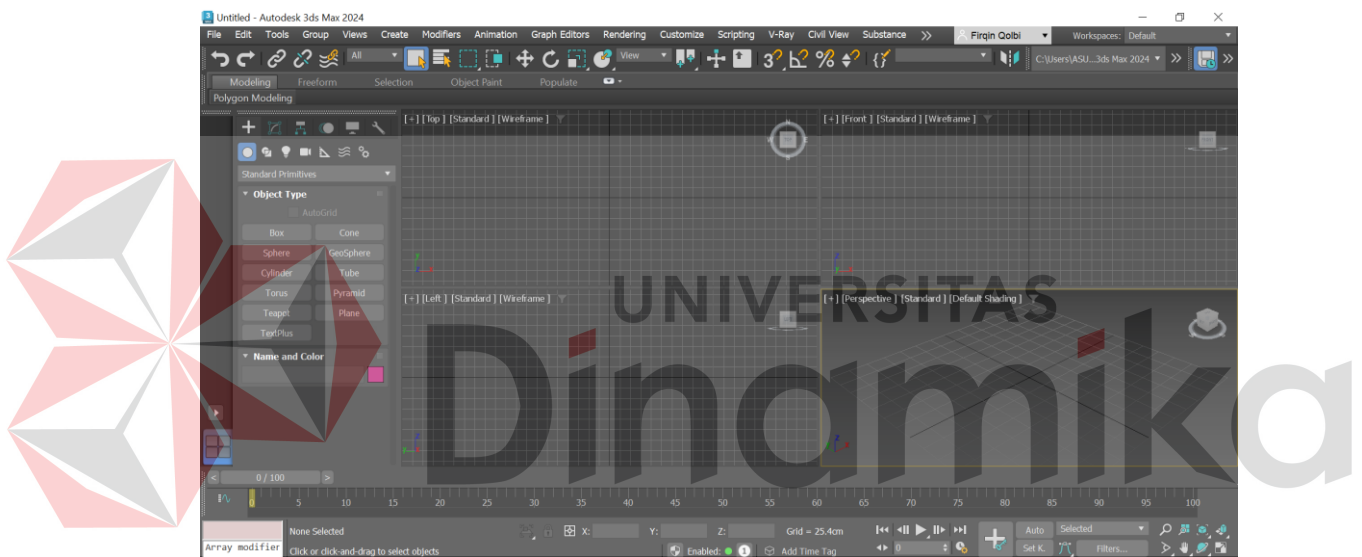 Untitled - Autodesk 3ds Max 2024
File Edit Tools Group Views Create Modifiers Animation Graph Editors Rendering Customize Scripting V-Ray Civil View Substance >> Firqin Qolbi Workspaces: Default
All View C:\Users\ASU...3ds Max 2024
Modeling Freeform Selection Object Paint Populate
Polygon Modeling
[+] [Top ] [Standard ] [Wireframe ] [+] [Front ] [Standard ] [Wireframe ]
Standard Primitives
Object Type
AutoGrid
Box Cone
Sphere GeoSphere
Cylinder Tube
Torus Pyramid
Teapot Plane
TextPlus
[+] [Left ] [Standard ] [Wireframe ] [+] [Perspective ] [Standard ] [Default Shading ]
Name and Color
UNIVERSITAS
Dinamika
0 / 100
0 5 10 15 20 25 30 35 40 45 50 55 60 65 70 75 80 85 90 95 100
None Selected X: Y: Z: Grid = 25.4cm Auto Selected
Array modifier Click or click-and-drag to select objects Enabled: 1 Add Time Tag 0 Set K. Filters...